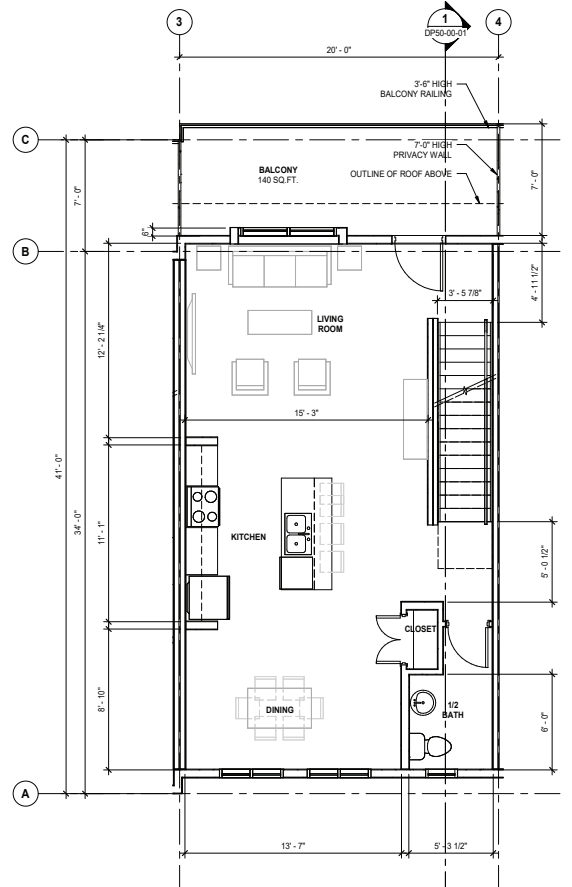 3
1
DP50-00-01
4
20' - 0"
3'-6" HIGH
BALCONY RAILING
C
7'-0" HIGH
PRIVACY WALL
BALCONY
140 SQ.FT.
OUTLINE OF ROOF ABOVE
7' - 0"
7' - 0"
6"
B
3' - 5 7/8"
4' - 11 1/2"
LIVING
ROOM
12' - 2 1/4"
15' - 3"
41' - 0"
34' - 0"
11' - 1"
KITCHEN
5' - 0 1/2"
CLOSET
8' - 10"
DINING
1/2
BATH
6' - 0"
A
13' - 7"
5' - 3 1/2"